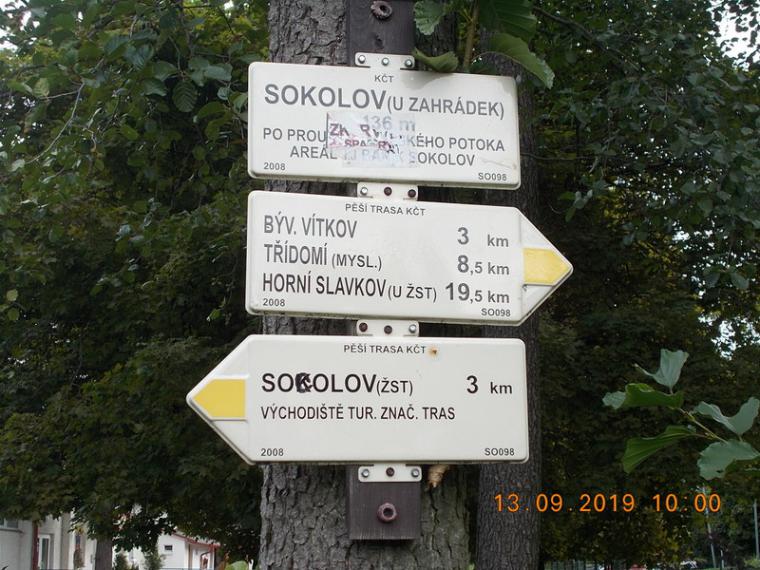 KČT
SOKOLOV (U ZAHRÁDEK)
136 m
PO KÉHO POTOKA
AREÁL SOKOLOV
2008 SO098
PĚŠÍ TRASA KČT
BÝV. VÍTKOV 3 km
TŘÍDOMÍ (MYSL.) 8,5 km
HORNÍ SLAVKOV (U ŽST) 19,5 km
2008 SO098
PĚŠÍ TRASA KČT
SOKOLOV (ŽST) 3 km
VÝCHODIŠTĚ TUR. ZNAČ. TRAS
2008 SO098
13.09.2019 10:00